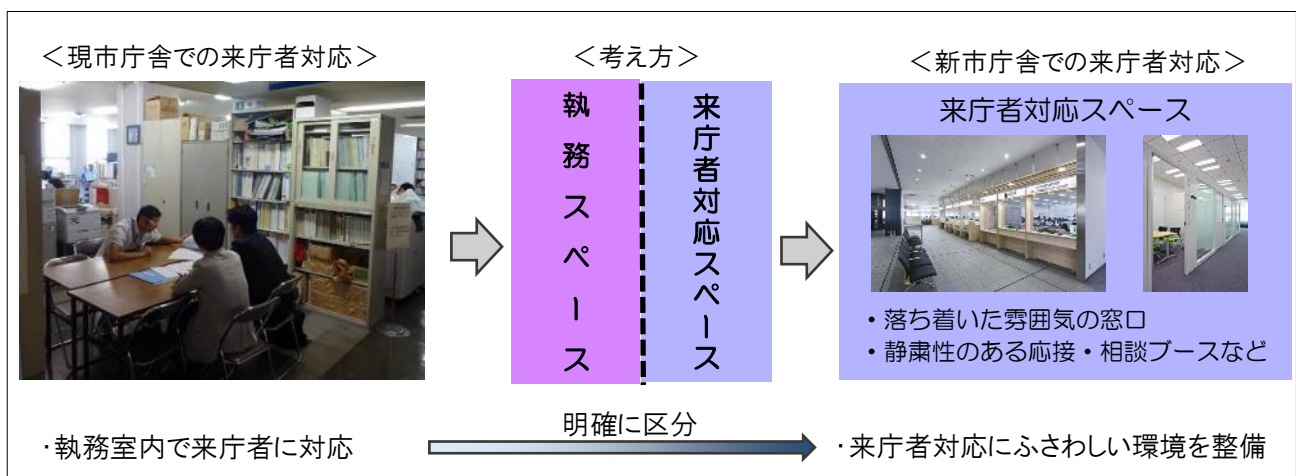 ＜現市庁舎での来庁者対応＞
＜考え方＞
執務スペース
来庁者対応スペース
＜新市庁舎での来庁者対応＞
来庁者対応スペース
・落ち着いた雰囲気の窓口
・静粛性のある応接・相談ブースなど
・執務室内で来庁者に対応
明確に区分
・来庁者対応にふさわしい環境を整備